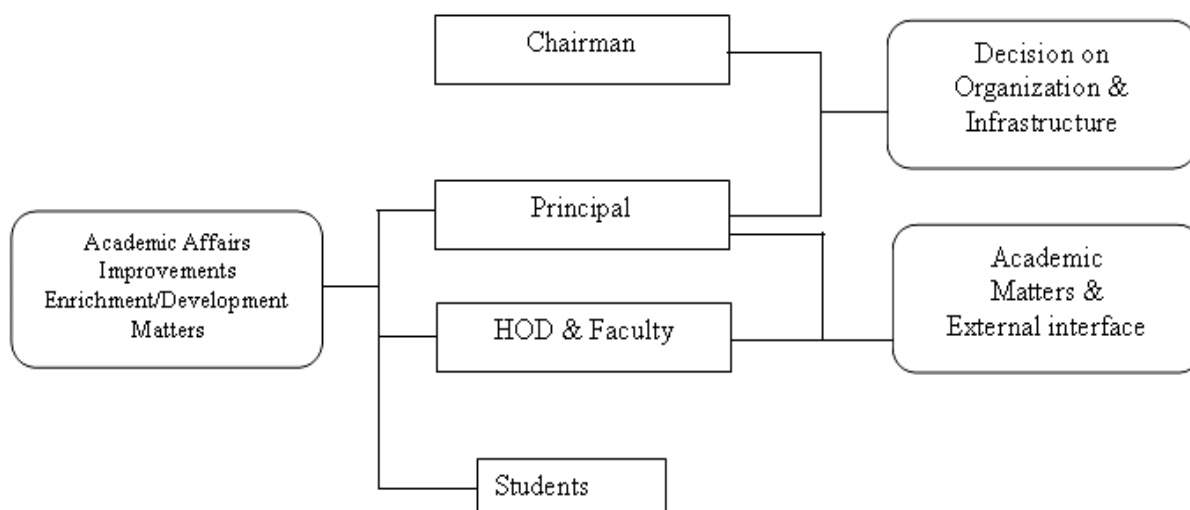 Chairman
Decision on
Organization &
Infrastructure
Principal
Academic Affairs
Improvements
Enrichment/Development
Matters
Academic
Matters &
External interface
HOD & Faculty
Students